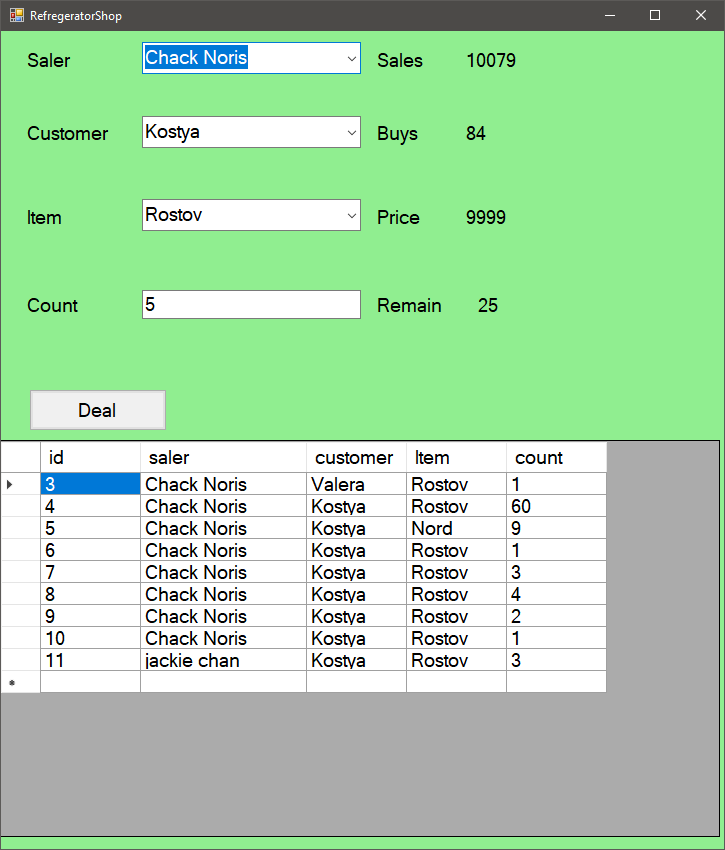 RefregeratorShop
Saler Chack Noris Sales 10079
Customer Kostya Buys 84
Item Rostov Price 9999
Count 5 Remain 25
Deal
id saler customer Item count
3 Chack Noris Valera Rostov 1
4 Chack Noris Kostya Rostov 60
5 Chack Noris Kostya Nord 9
6 Chack Noris Kostya Rostov 1
7 Chack Noris Kostya Rostov 3
8 Chack Noris Kostya Rostov 4
9 Chack Noris Kostya Rostov 2
10 Chack Noris Kostya Rostov 1
11 jackie chan Kostya Rostov 3